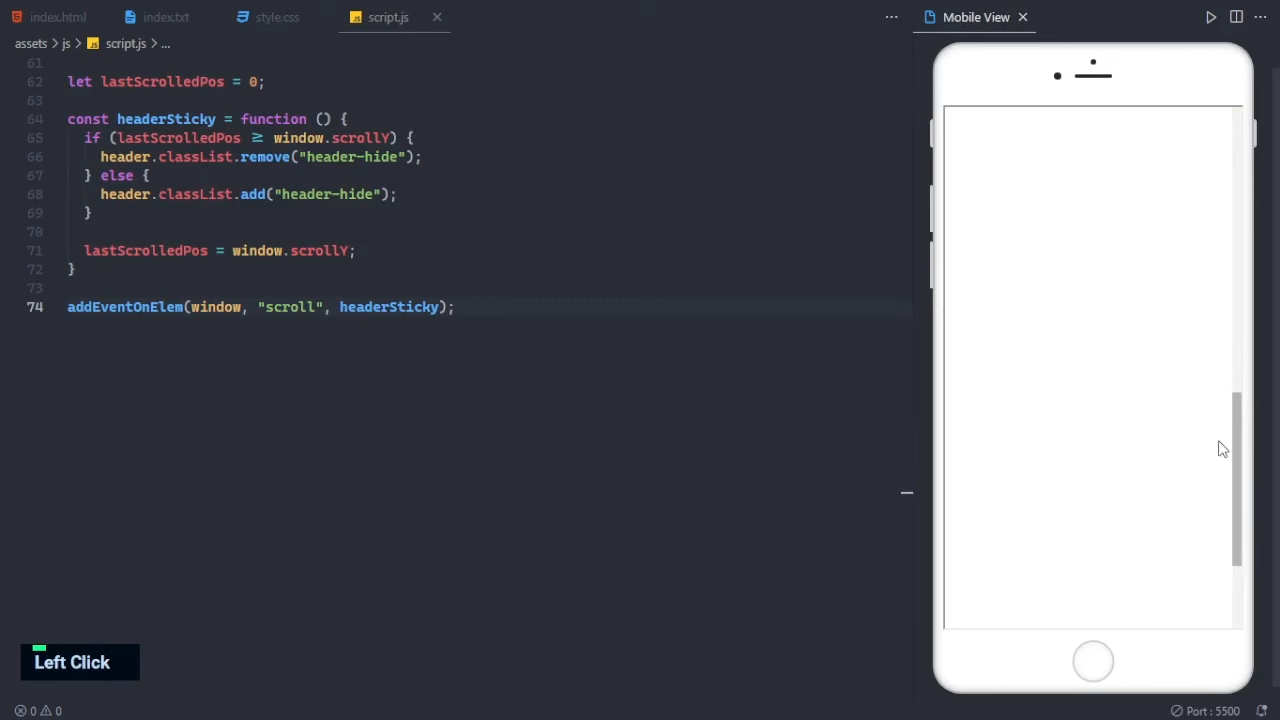 index.html
index.txt
style.css
JS script.js
Mobile View
assets > js > JS script.js > ...
61
62 let lastScrolledPos = 0;
63
64 const headerSticky = function () {
65 if (lastScrolledPos ≥ window.scrollY) {
66 header.classList.remove("header-hide");
67 } else {
68 header.classList.add("header-hide");
69 }
70
71 lastScrolledPos = window.scrollY;
72 }
73
74 addEventOnElem(window, "scroll", headerSticky);
Left Click
0 0
Port : 5500